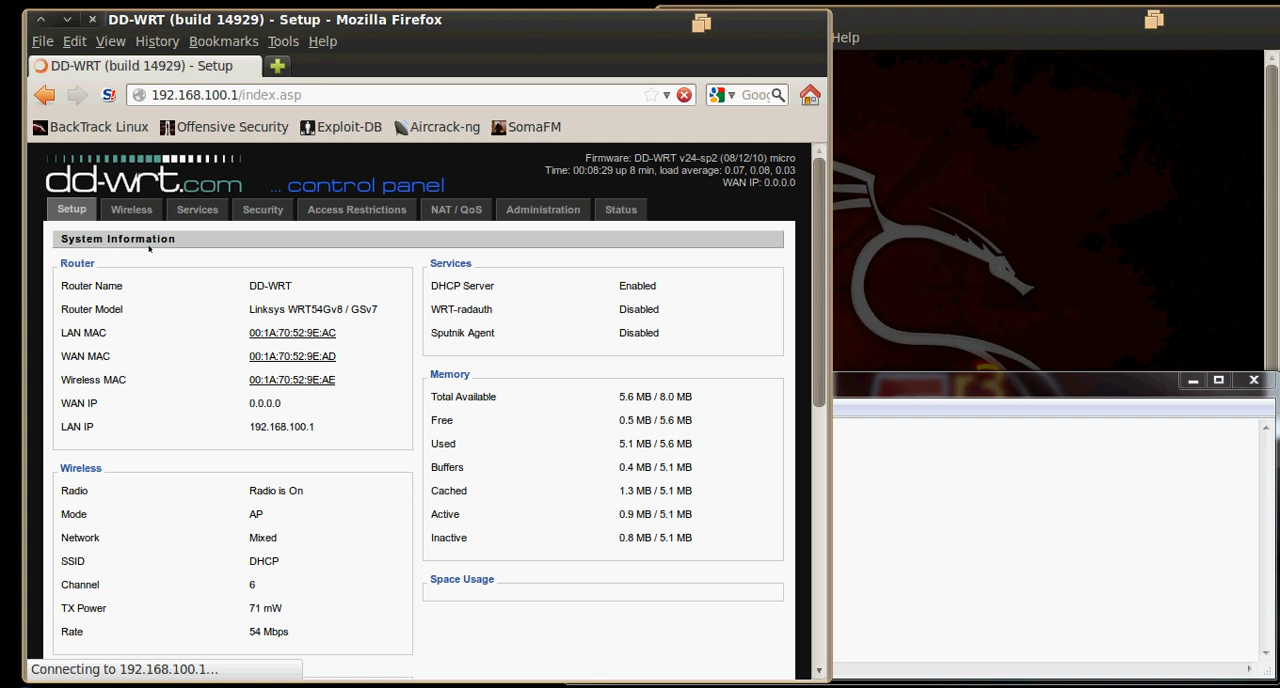 DD-WRT (build 14929) - Setup - Mozilla Firefox
File Edit View History Bookmarks Tools Help
Help
DD-WRT (build 14929) - Setup
192.168.100.1/index.asp
Goog
BackTrack Linux Offensive Security Exploit-DB Aircrack-ng SomaFM
dd-wrt.com ... control panel
Firmware: DD-WRT v24-sp2 (08/12/10) micro
Time: 00:08:29 up 8 min, load average: 0.07, 0.08, 0.03
WAN IP: 0.0.0.0
Setup Wireless Services Security Access Restrictions NAT / QoS Administration Status
System Information
Router
Router Name DD-WRT
Router Model Linksys WRT54Gv8 / GSv7
LAN MAC 00:1A:70:52:9E:AC
WAN MAC 00:1A:70:52:9E:AD
Wireless MAC 00:1A:70:52:9E:AE
WAN IP 0.0.0.0
LAN IP 192.168.100.1
Wireless
Radio Radio is On
Mode AP
Network Mixed
SSID DHCP
Channel 6
TX Power 71 mW
Rate 54 Mbps
Services
DHCP Server Enabled
WRT-radauth Disabled
Sputnik Agent Disabled
Memory
Total Available 5.6 MB / 8.0 MB
Free 0.5 MB / 5.6 MB
Used 5.1 MB / 5.6 MB
Buffers 0.4 MB / 5.1 MB
Cached 1.3 MB / 5.1 MB
Active 0.9 MB / 5.1 MB
Inactive 0.8 MB / 5.1 MB
Space Usage
Connecting to 192.168.100.1...